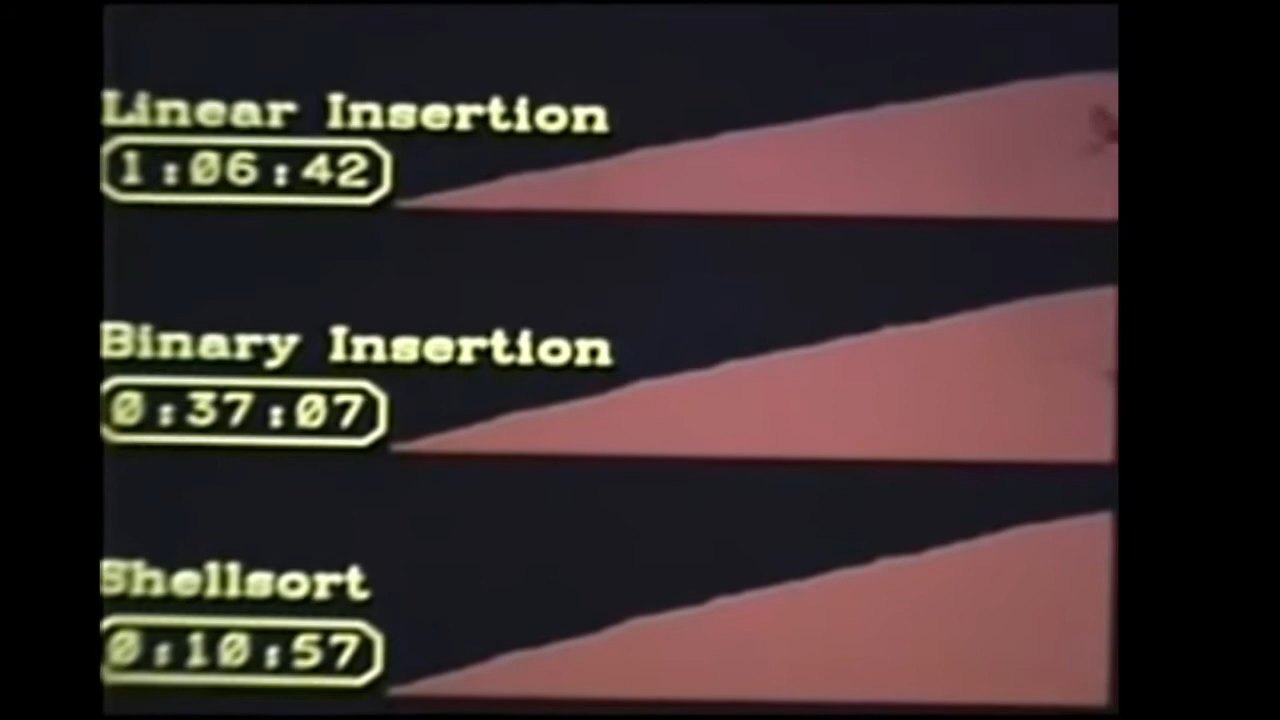 Linear Insertion
1:06:42
Binary Insertion
0:37:07
Shellsort
0:10:57